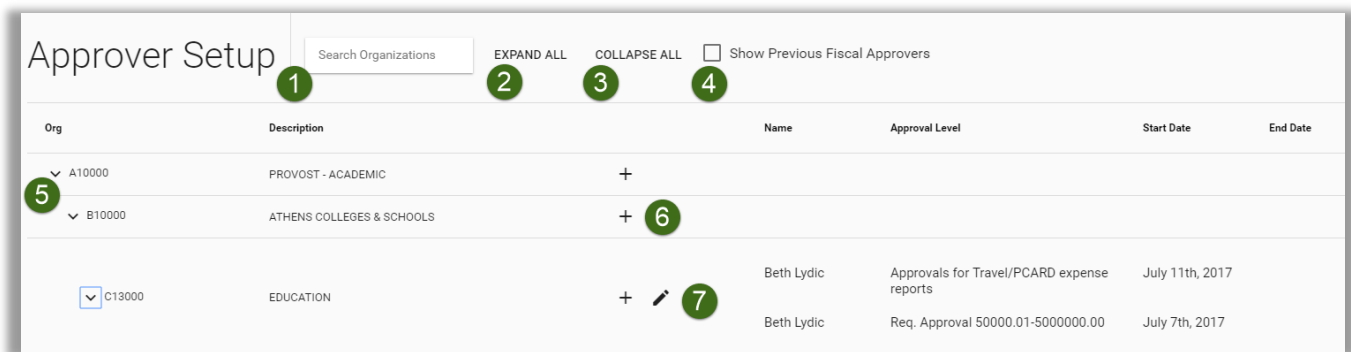 Approver Setup Search Organizations EXPAND ALL COLLAPSE ALL Show Previous Fiscal Approvers
1 2 3 4
Org Description Name Approval Level Start Date End Date
A10000 PROVOST - ACADEMIC +
5
B10000 ATHENS COLLEGES & SCHOOLS + 6
Beth Lydic Approvals for Travel/PCARD expense July 11th, 2017
reports
C13000 EDUCATION + 7
Beth Lydic Req. Approval 50000.01-5000000.00 July 7th, 2017